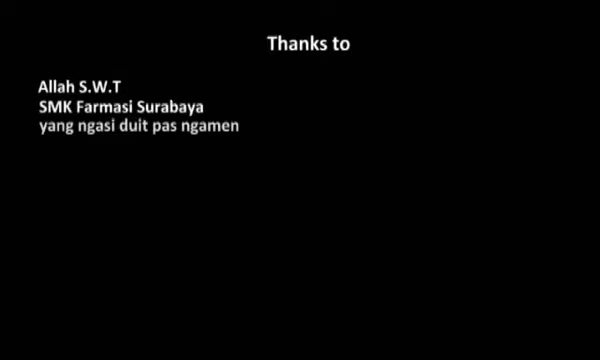 Thanks to
Allah S.W.T
SMK Farmasi Surabaya
yang ngasi duit pas ngamen